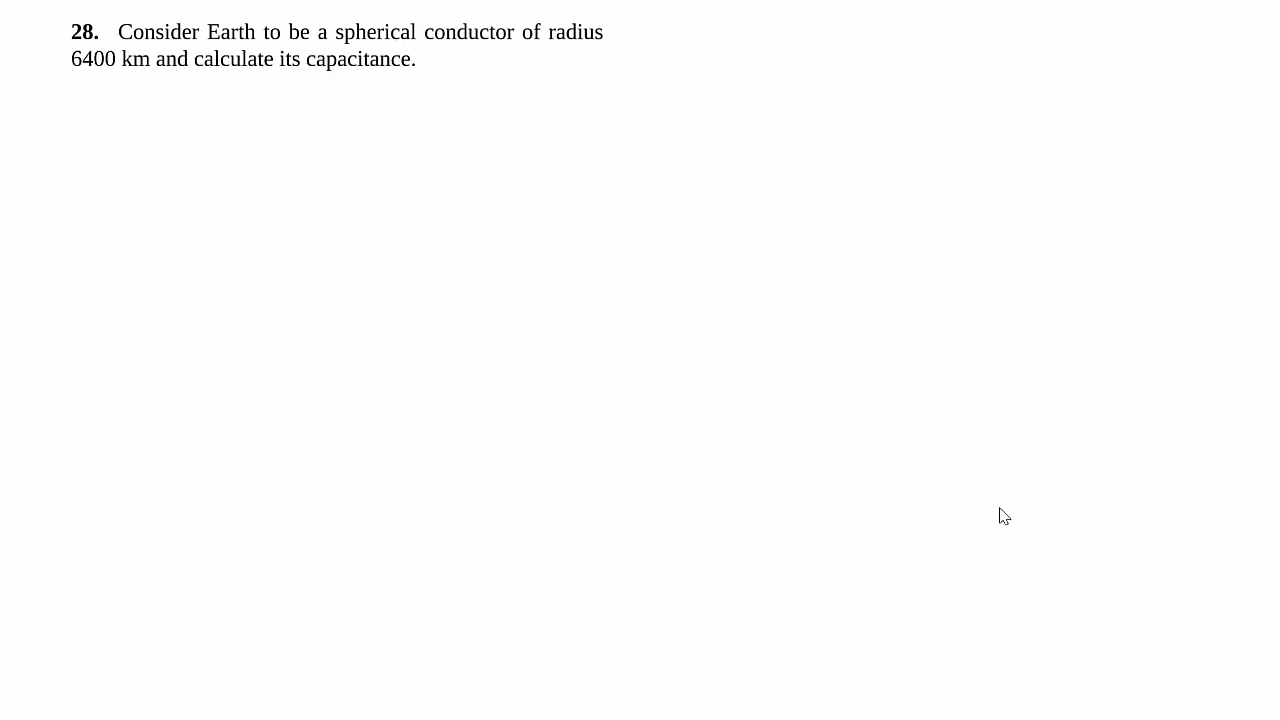 28. Consider Earth to be a spherical conductor of radius
6400 km and calculate its capacitance.